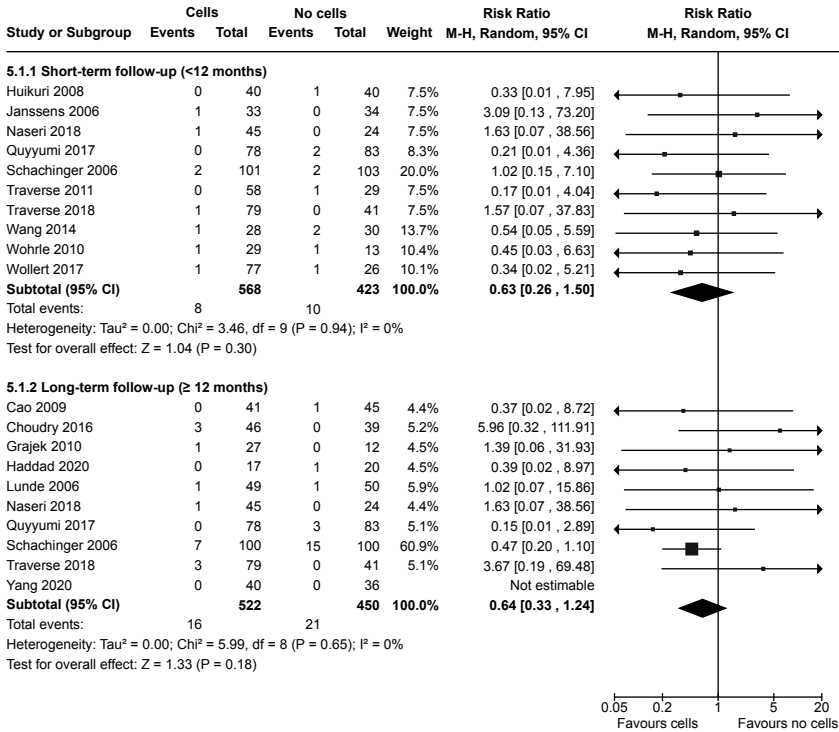 Cells No cells Risk Ratio Risk Ratio
Study or Subgroup Events Total Events Total Weight M-H, Random, 95% CI M-H, Random, 95% CI
5.1.1 Short-term follow-up (<12 months)
Huikuri 2008 0 40 1 40 7.5% 0.33 [0.01 , 7.95]
Janssens 2006 1 33 0 34 7.5% 3.09 [0.13 , 73.20]
Naseri 2018 1 45 0 24 7.5% 1.63 [0.07 , 38.56]
Quyyumi 2017 0 78 2 83 8.3% 0.21 [0.01 , 4.36]
Schachinger 2006 2 101 2 103 20.0% 1.02 [0.15 , 7.10]
Traverse 2011 0 58 1 29 7.5% 0.17 [0.01 , 4.04]
Traverse 2018 1 79 0 41 7.5% 1.57 [0.07 , 37.83]
Wang 2014 1 28 2 30 13.7% 0.54 [0.05 , 5.59]
Wohrle 2010 1 29 1 13 10.4% 0.45 [0.03 , 6.63]
Wollert 2017 1 77 1 26 10.1% 0.34 [0.02 , 5.21]
Subtotal (95% CI) 568 423 100.0% 0.63 [0.26 , 1.50]
Total events: 8 10
Heterogeneity: Tau² = 0.00; Chi² = 3.46, df = 9 (P = 0.94); I² = 0%
Test for overall effect: Z = 1.04 (P = 0.30)
5.1.2 Long-term follow-up (≥ 12 months)
Cao 2009 0 41 1 45 4.4% 0.37 [0.02 , 8.72]
Choudry 2016 3 46 0 39 5.2% 5.96 [0.32 , 111.91]
Grajek 2010 1 27 0 12 4.5% 1.39 [0.06 , 31.93]
Haddad 2020 0 17 1 20 4.5% 0.39 [0.02 , 8.97]
Lunde 2006 1 49 1 50 5.9% 1.02 [0.07 , 15.86]
Naseri 2018 1 45 0 24 4.4% 1.63 [0.07 , 38.56]
Quyyumi 2017 0 78 3 83 5.1% 0.15 [0.01 , 2.89]
Schachinger 2006 7 100 15 100 60.9% 0.47 [0.20 , 1.10]
Traverse 2018 3 79 0 41 5.1% 3.67 [0.19 , 69.48]
Yang 2020 0 40 0 36 Not estimable
Subtotal (95% CI) 522 450 100.0% 0.64 [0.33 , 1.24]
Total events: 16 21
Heterogeneity: Tau² = 0.00; Chi² = 5.99, df = 8 (P = 0.65); I² = 0%
Test for overall effect: Z = 1.33 (P = 0.18)
0.05 0.2 1 5 20
Favours cells Favours no cells